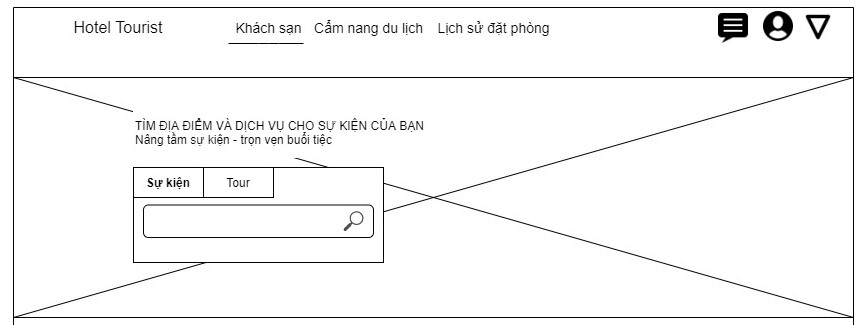 Hotel Tourist
Khách sạn Cẩm nang du lịch Lịch sử đặt phòng
TÌM ĐỊA ĐIỂM VÀ DỊCH VỤ CHO SỰ KIỆN CỦA BẠN
Nâng tầm sự kiện - trọn vẹn buổi tiệc
Sự kiện Tour